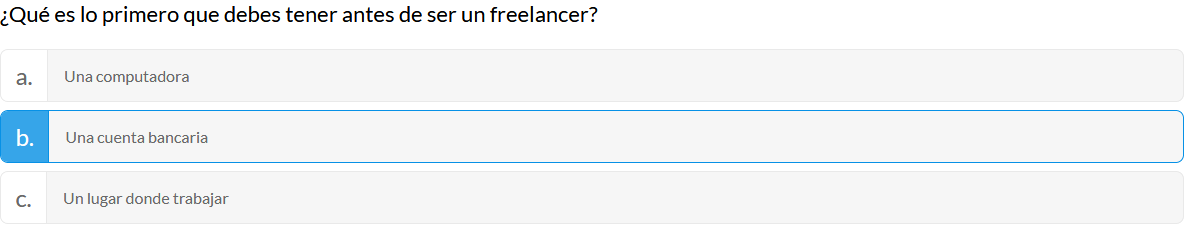 ¿Qué es lo primero que debes tener antes de ser un freelancer?
a. Una computadora
b. Una cuenta bancaria
c. Un lugar donde trabajar